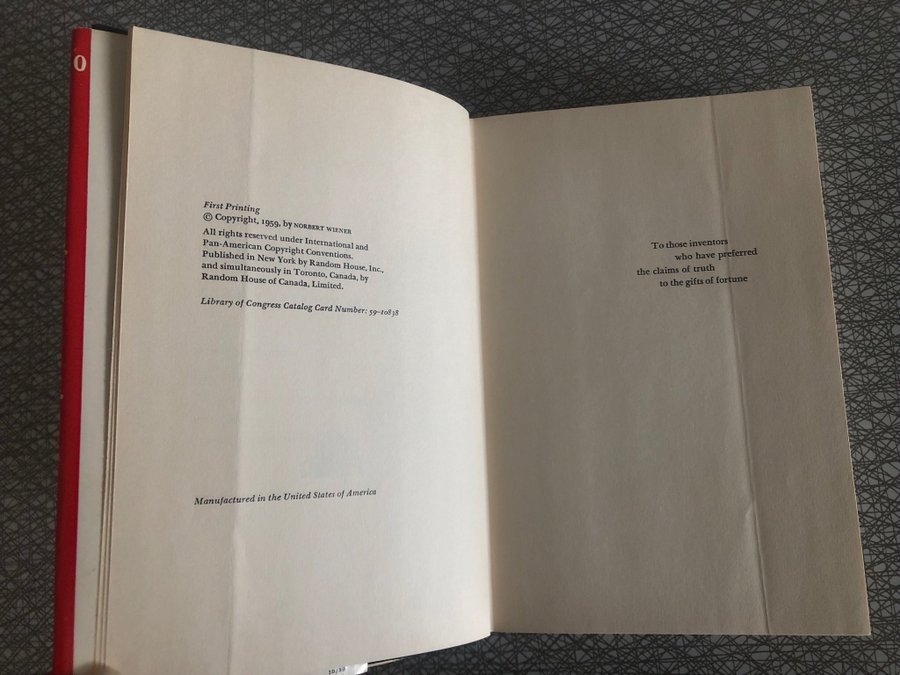 0
First Printing
© Copyright, 1959, by NORBERT WIENER
All rights reserved under International and
Pan-American Copyright Conventions.
Published in New York by Random House, Inc.,
and simultaneously in Toronto, Canada, by
Random House of Canada, Limited.
Library of Congress Catalog Card Number: 59-10838
Manufactured in the United States of America
10/59
To those inventors
who have preferred
the claims of truth
to the gifts of fortune